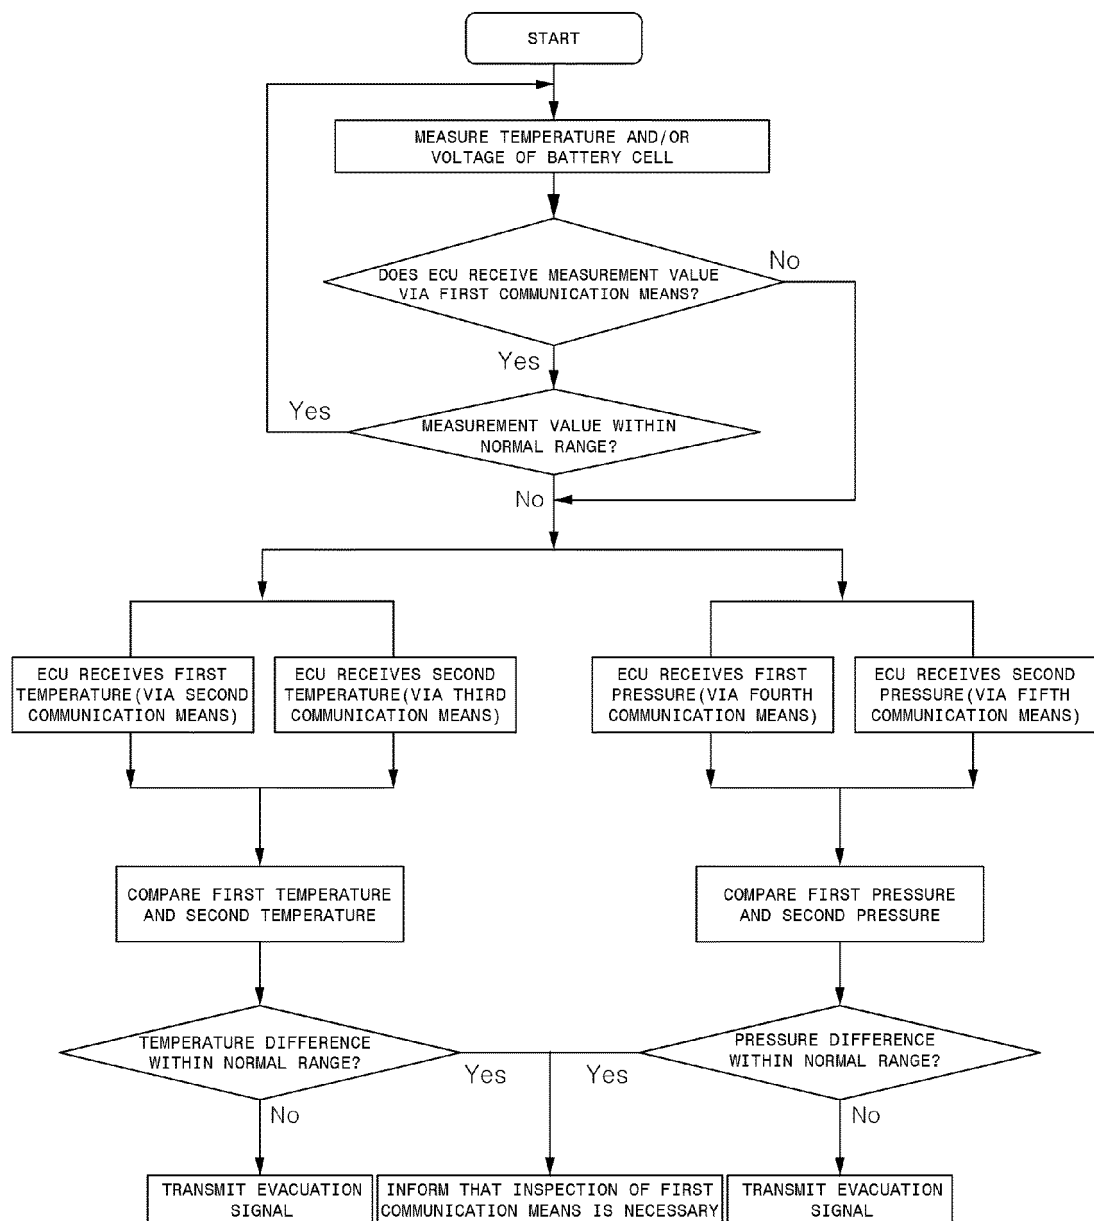 START
MEASURE TEMPERATURE AND/OR
VOLTAGE OF BATTERY CELL
DOES ECU RECEIVE MEASUREMENT VALUE
VIA FIRST COMMUNICATION MEANS?
No
Yes
MEASUREMENT VALUE WITHIN
NORMAL RANGE?
Yes
No
ECU RECEIVES FIRST
TEMPERATURE(VIA SECOND
COMMUNICATION MEANS)
ECU RECEIVES SECOND
TEMPERATURE(VIA THIRD
COMMUNICATION MEANS)
ECU RECEIVES FIRST
PRESSURE(VIA FOURTH
COMMUNICATION MEANS)
ECU RECEIVES SECOND
PRESSURE(VIA FIFTH
COMMUNICATION MEANS)
COMPARE FIRST TEMPERATURE
AND SECOND TEMPERATURE
COMPARE FIRST PRESSURE
AND SECOND PRESSURE
TEMPERATURE DIFFERENCE
WITHIN NORMAL RANGE?
Yes
Yes
PRESSURE DIFFERENCE
WITHIN NORMAL RANGE?
No
No
TRANSMIT EVACUATION
SIGNAL
INFORM THAT INSPECTION OF FIRST
COMMUNICATION MEANS IS NECESSARY
TRANSMIT EVACUATION
SIGNAL